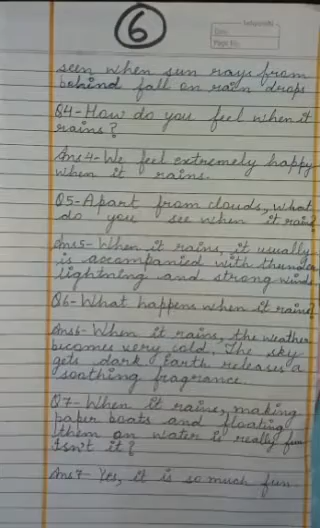 6
Date
Page No.
seen when sun rays from
behind fall on rain drops
Q4-How do you feel when it
rains?
Ans4-We feel extremely happy
when it rains.
Q5-Apart from clouds, what
do you see when it rains?
Ans5-When it rains, it usually
is accompanied with thunder
lightning and strong winds
Q6-What happens when it rains?
Ans6-When it rains, the weather
becomes very cold. The sky
gets dark. Earth releases a
soothing fragrance.
Q7-When it rains, making
paper boats and floating
them on water is really fun
Isn't it?
Ans7-Yes, it is so much fun.